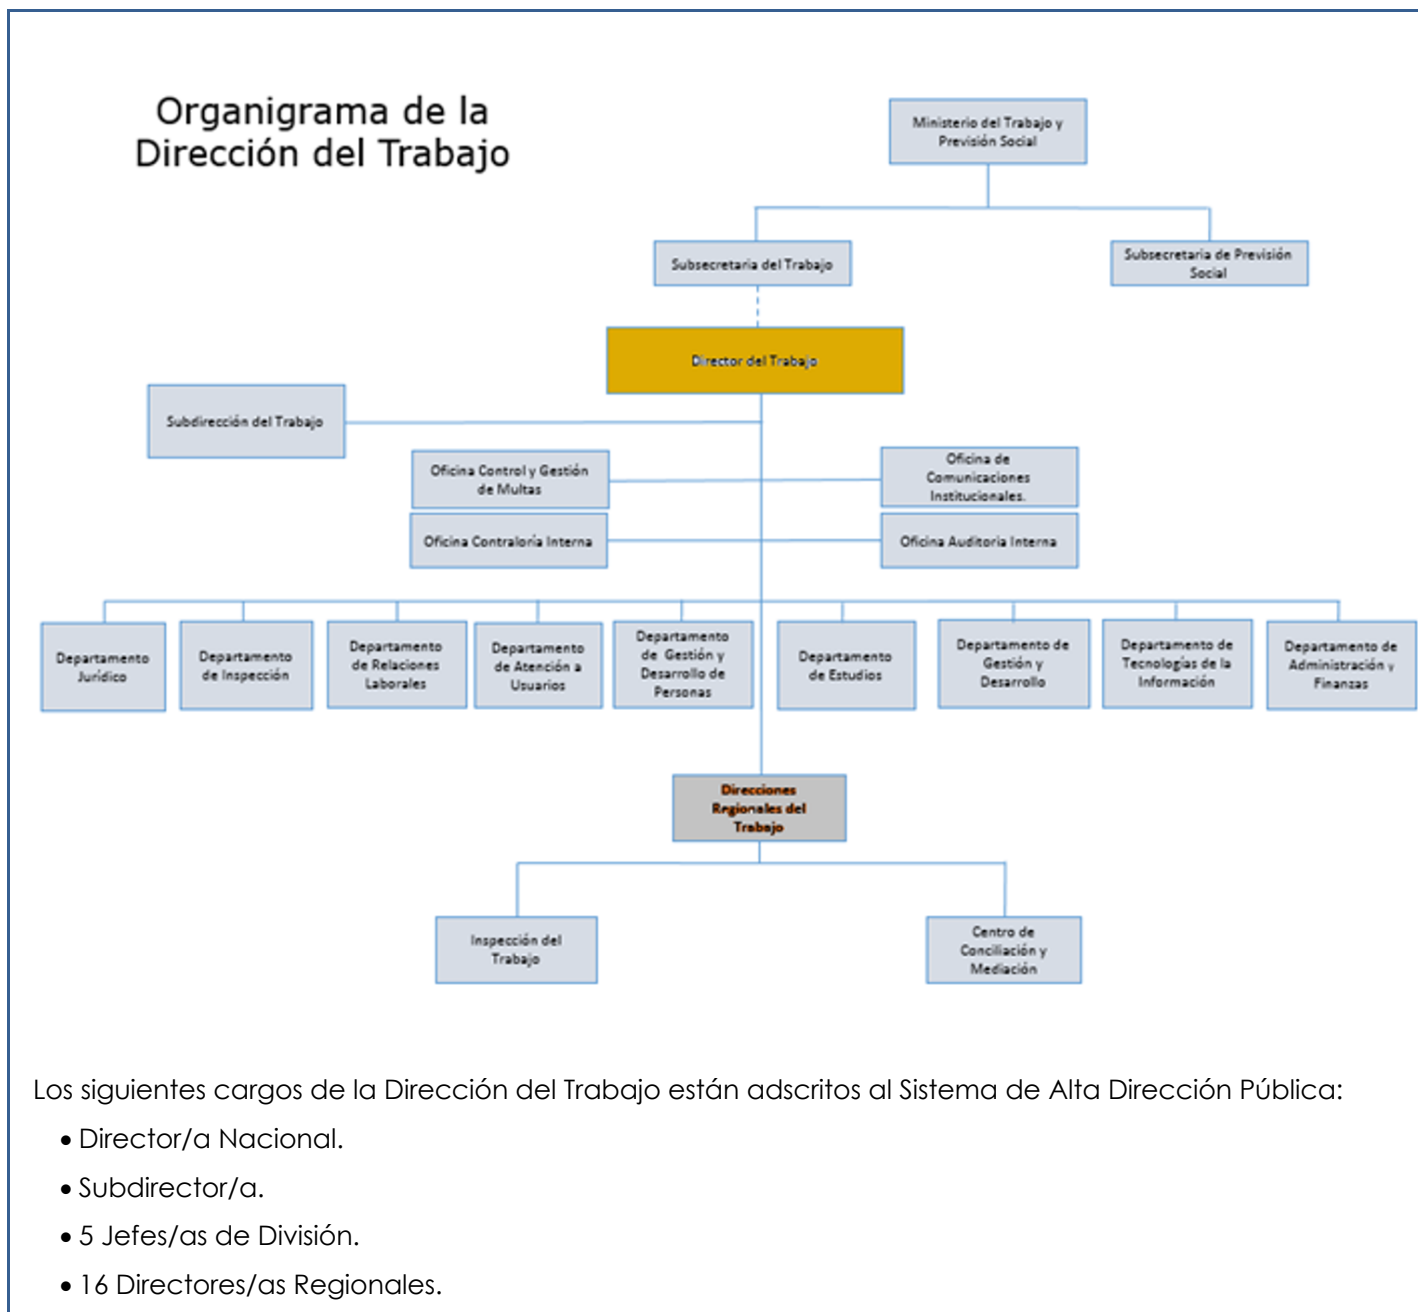 Organigrama de la
Dirección del Trabajo
Ministerio del Trabajo y
Previsión Social
Subsecretaria del Trabajo
Subsecretaria de Previsión
Social
Director del Trabajo
Subdirección del Trabajo
Oficina Control y Gestión
de Multas
Oficina de
Comunicaciones
Institucionales.
Oficina Contraloría Interna
Oficina Auditoria Interna
Departamento
Jurídico
Departamento
de Inspección
Departamento
de Relaciones
Laborales
Departamento
de Atención a
Usuarios
Departamento
de Gestión y
Desarrollo de
Personas
Departamento
de Estudios
Departamento de
Gestión y
Desarrollo
Departamento de
Tecnologías de la
Información
Departamento de
Administración y
Finanzas
Direcciones
Regionales del
Trabajo
Inspección del
Trabajo
Centro de
Conciliación y
Mediación
Los siguientes cargos de la Dirección del Trabajo están adscritos al Sistema de Alta Dirección Pública:
• Director/a Nacional.
• Subdirector/a.
• 5 Jefes/as de División.
• 16 Directores/as Regionales.